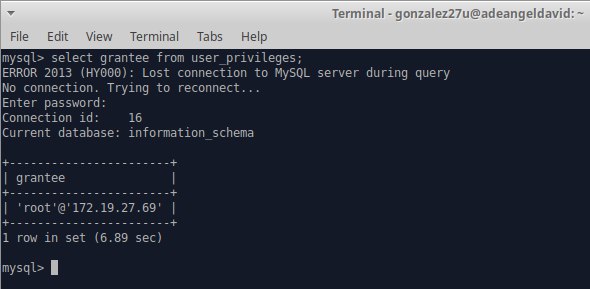 Terminal - gonzalez27u@adeangeldavid: ~
File Edit View Terminal Tabs Help
mysql> select grantee from user_privileges;
ERROR 2013 (HY000): Lost connection to MySQL server during query
No connection. Trying to reconnect...
Enter password:
Connection id:    16
Current database: information_schema
+-----------------------+
| grantee               |
+-----------------------+
| 'root'@'172.19.27.69' |
+-----------------------+
1 row in set (6.89 sec)
mysql>